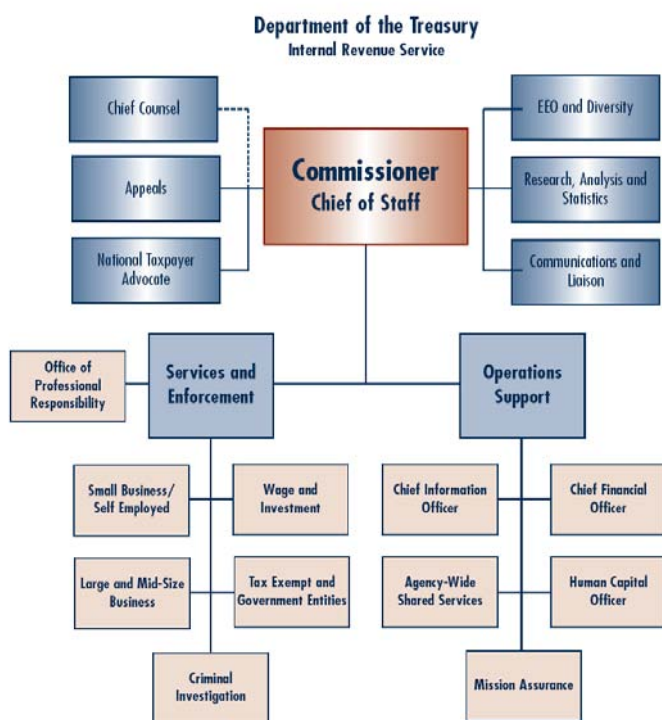 Department of the Treasury
Internal Revenue Service
Chief Counsel
Appeals
National Taxpayer
Advocate
Commissioner
Chief of Staff
EEO and Diversity
Research, Analysis and
Statistics
Communications and
Liaison
Office of
Professional
Responsibility
Services and
Enforcement
Operations
Support
Small Business/
Self Employed
Wage and
Investment
Large and Mid-Size
Business
Tax Exempt and
Government Entities
Criminal
Investigation
Chief Information
Officer
Chief Financial
Officer
Agency-Wide
Shared Services
Human Capital
Officer
Mission Assurance